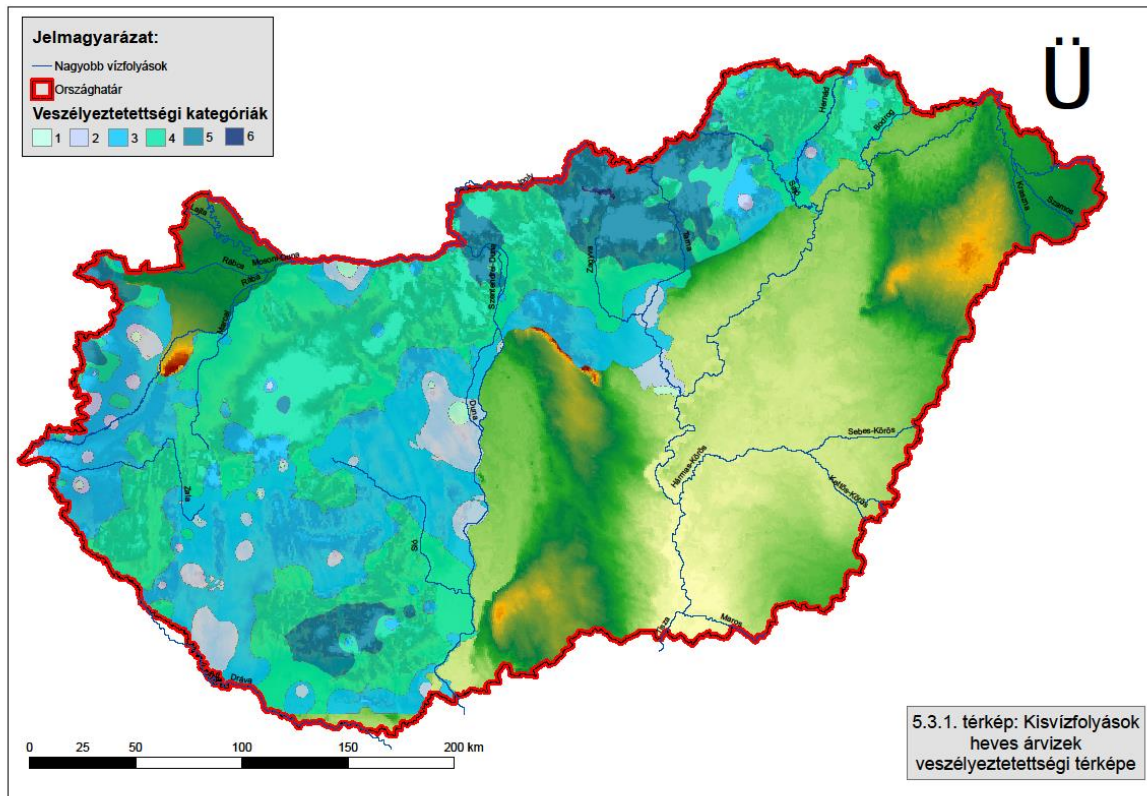 Jelmagyarázat:
Nagyobb vízfolyások
Országhatár
Veszélyeztetettségi kategóriák
1 2 3 4 5 6
Ü
Hernád
Bodrog
Sajó
Kraszna
Szamos
Ipoly
Tarna
Zagyva
Szentendrei-Duna
Lajta
Rábca
Mosoni-Duna
Rába
Marcal
Duna
Zala
Sió
Dráva
Hármas-Körös
Sebes-Körös
Kettős-Körös
Maros
Tisza
0 25 50 100 150 200 km
5.3.1. térkép: Kisvízfolyások
heves árvizek
veszélyeztetettségi térképe